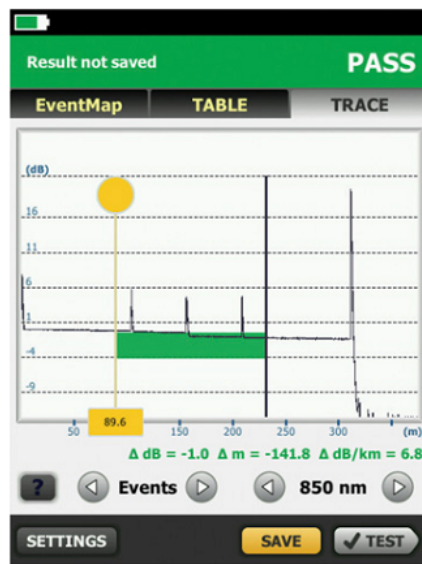 Result not saved PASS
EventMap TABLE TRACE
(dB)
16
11
6
1
-4
-9
89.6
50 150 200 250 300 (m)
Δ dB = -1.0 Δ m = -141.8 Δ dB/km = 6.8
? Events 850 nm
SETTINGS SAVE TEST